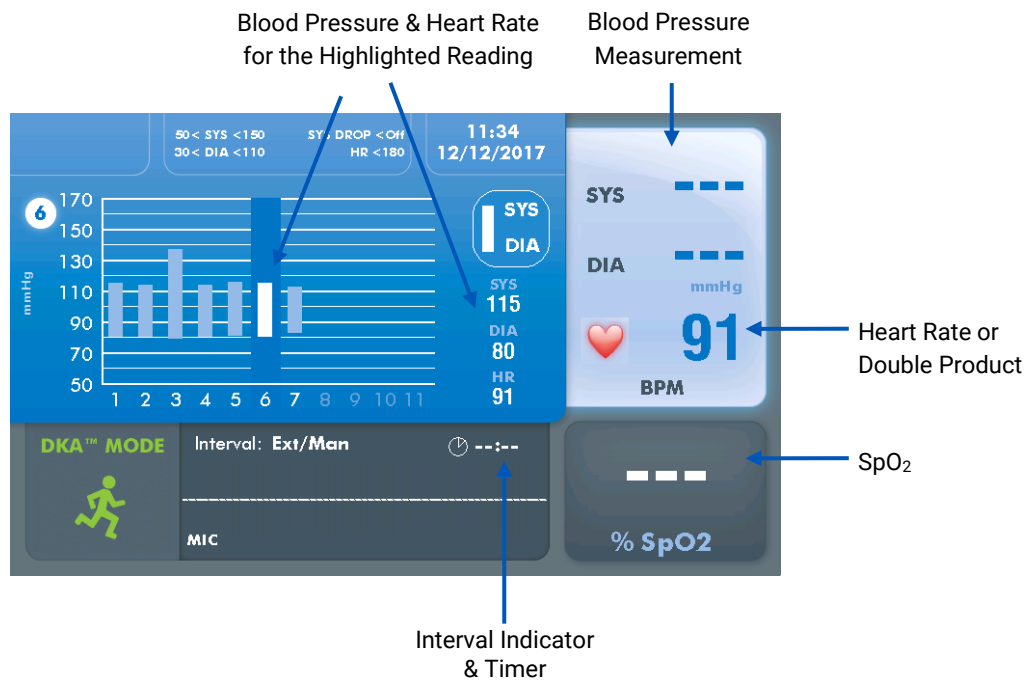 Blood Pressure & Heart Rate
for the Highlighted Reading
Blood Pressure
Measurement
50< SYS <150
30< DIA <110
SYS DROP <Off
HR <180
11:34
12/12/2017
6
mmHg
170
150
130
110
90
70
50
1 2 3 4 5 6 7 8 9 10 11
SYS
DIA
SYS
115
DIA
80
HR
91
SYS ---
DIA ---
mmHg
91
BPM
Heart Rate or
Double Product
DKA™ MODE
Interval: Ext/Man
--:--
MIC
---
% SpO2
SpO₂
Interval Indicator
& Timer